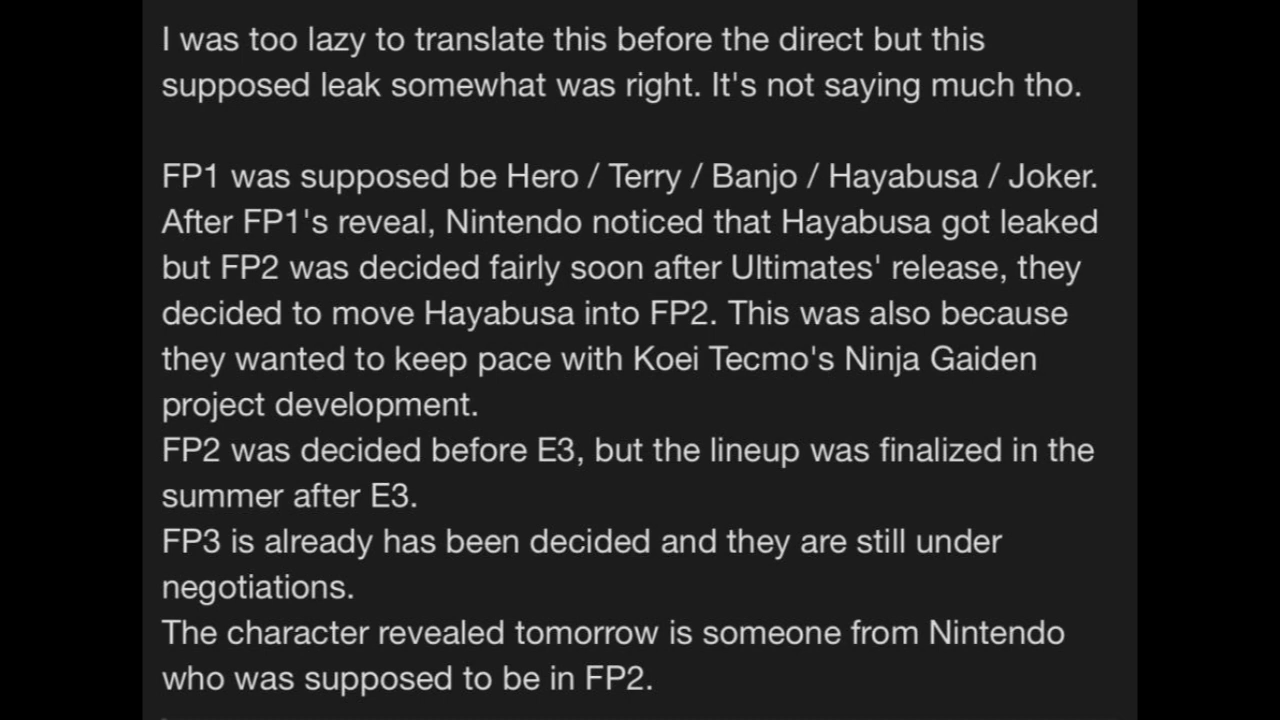 I was too lazy to translate this before the direct but this
supposed leak somewhat was right. It's not saying much tho.
FP1 was supposed be Hero / Terry / Banjo / Hayabusa / Joker.
After FP1's reveal, Nintendo noticed that Hayabusa got leaked
but FP2 was decided fairly soon after Ultimates' release, they
decided to move Hayabusa into FP2. This was also because
they wanted to keep pace with Koei Tecmo's Ninja Gaiden
project development.
FP2 was decided before E3, but the lineup was finalized in the
summer after E3.
FP3 is already has been decided and they are still under
negotiations.
The character revealed tomorrow is someone from Nintendo
who was supposed to be in FP2.